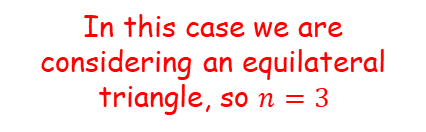 In this case we are
considering an equilateral
triangle, so n = 3